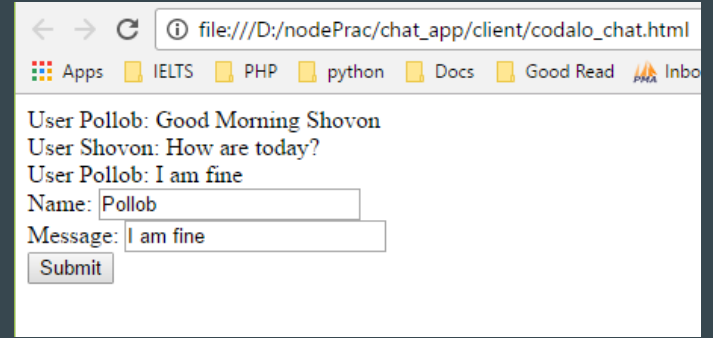 file:///D:/nodePrac/chat_app/client/codalo_chat.html
Apps IELTS PHP python Docs Good Read PMA Inbo
User Pollob: Good Morning Shovon
User Shovon: How are today?
User Pollob: I am fine
Name: Pollob
Message: I am fine
Submit